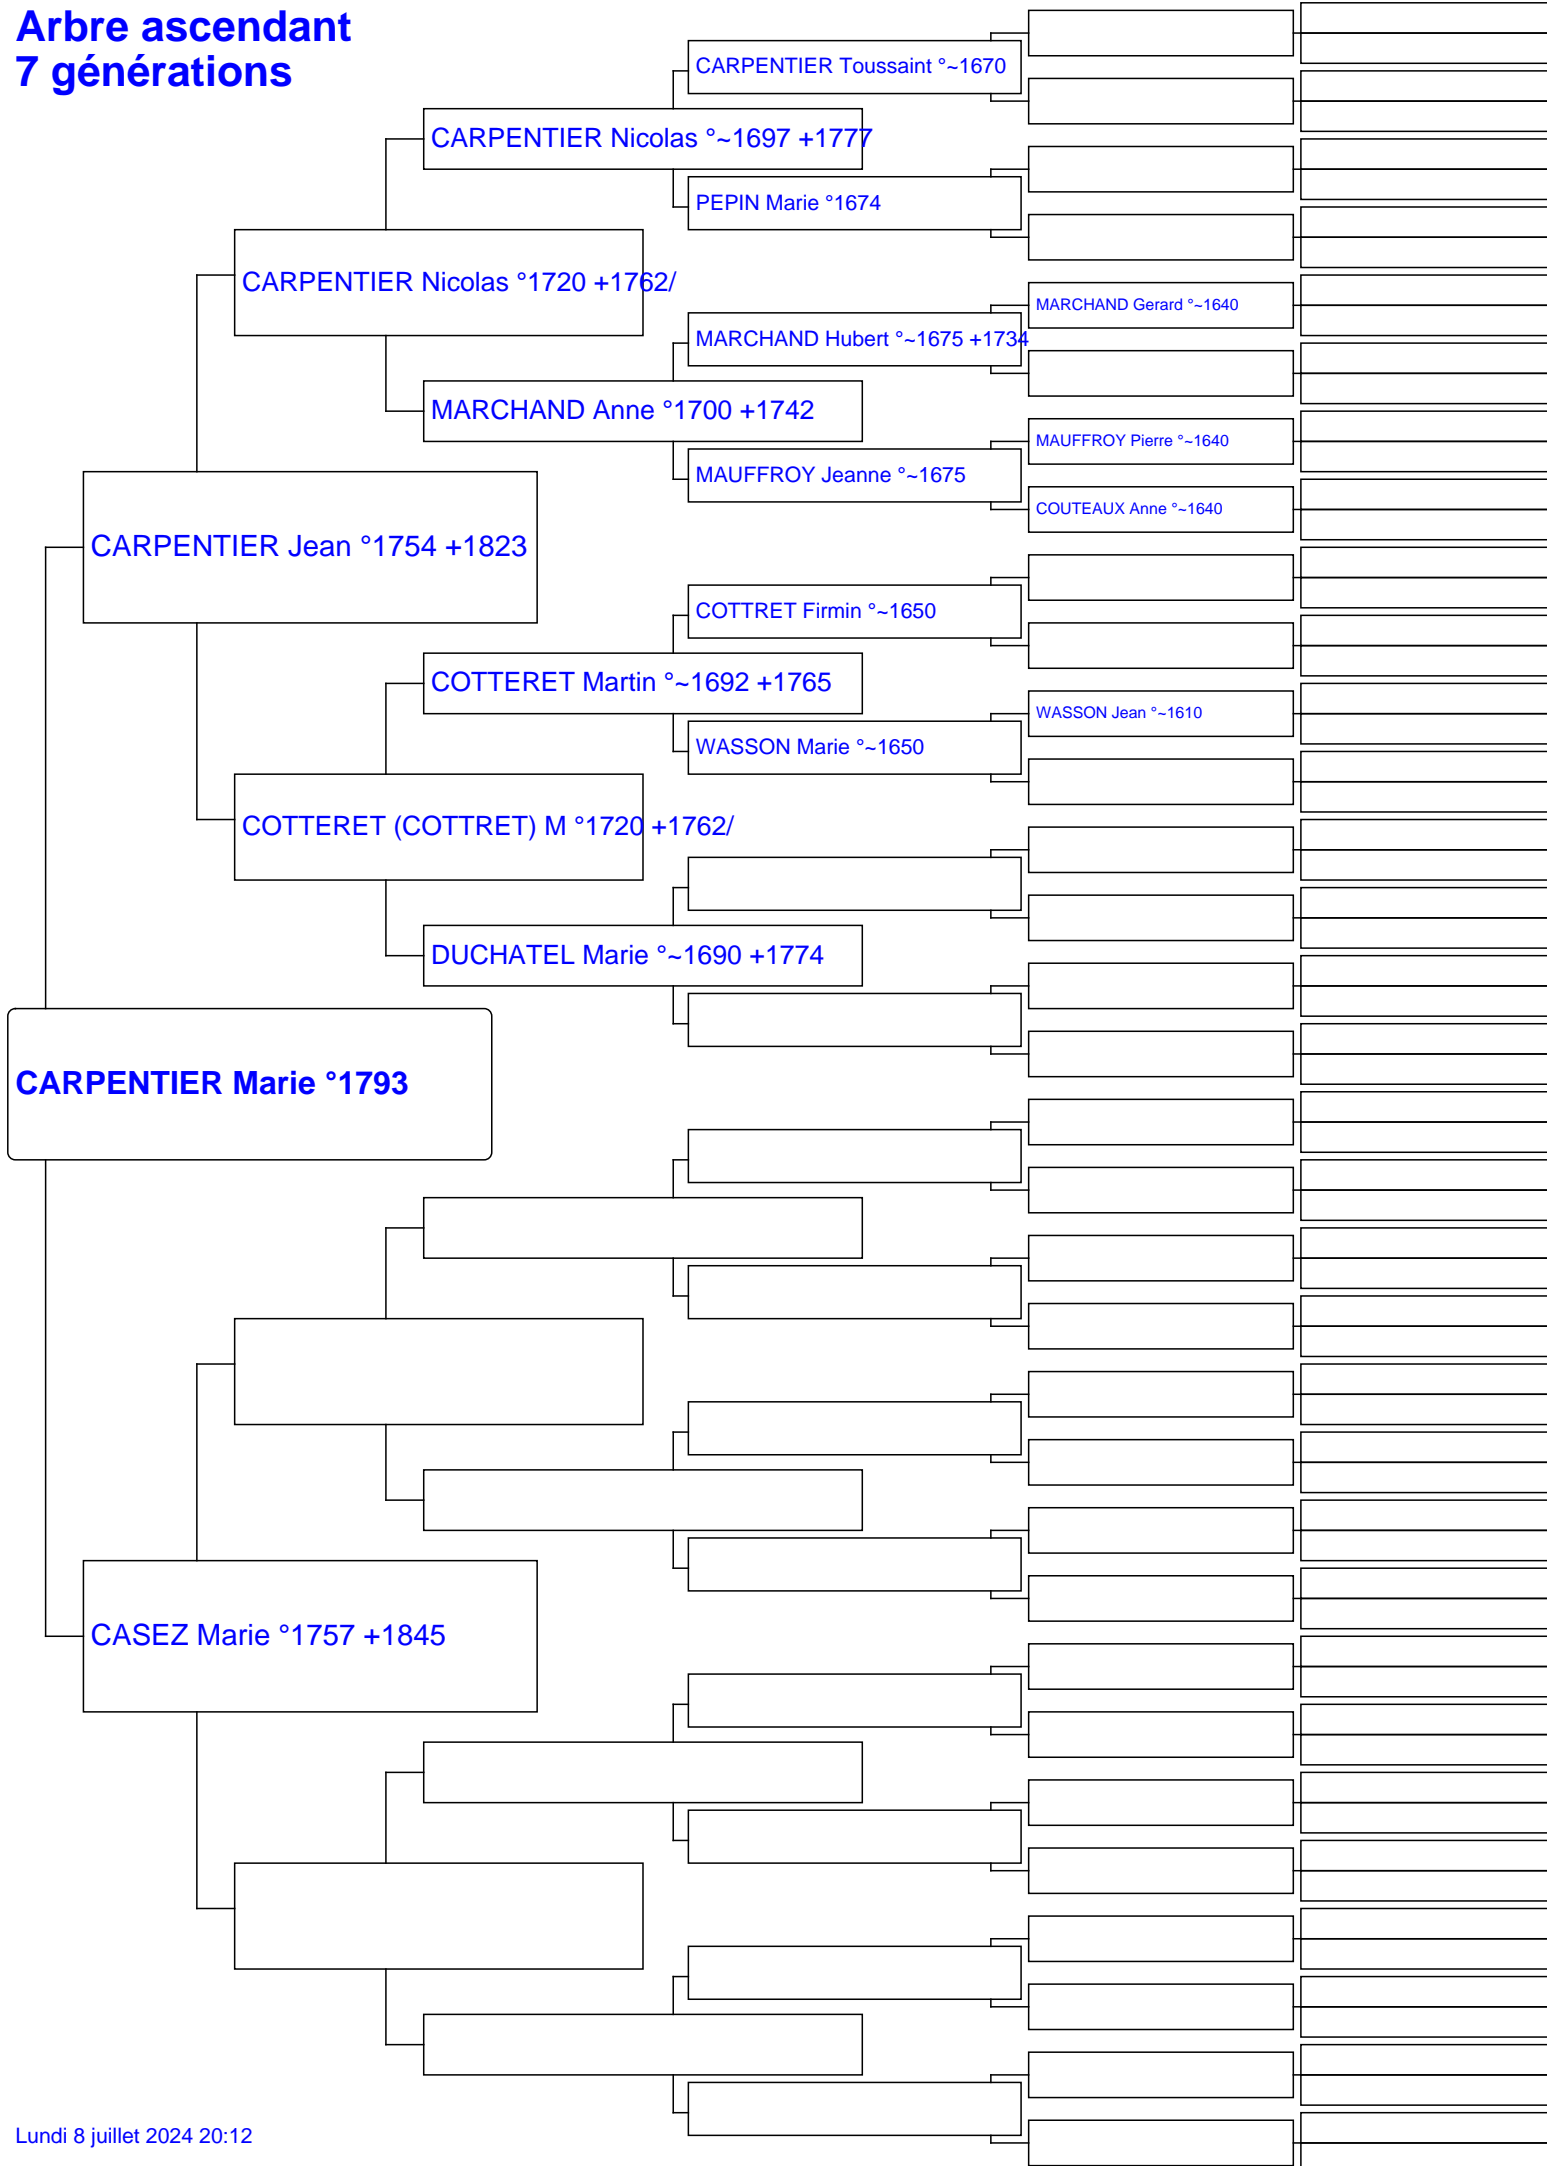 Arbre ascendant
7 générations
CARPENTIER Toussaint °~1670
CARPENTIER Nicolas °~1697 +1777
PEPIN Marie °1674
CARPENTIER Nicolas °1720 +1762/
MARCHAND Gerard °~1640
MARCHAND Hubert °~1675 +1734
MARCHAND Anne °1700 +1742
MAUFFROY Pierre °~1640
MAUFFROY Jeanne °~1675
COUTEAUX Anne °~1640
CARPENTIER Jean °1754 +1823
COTTRET Firmin °~1650
COTTERET Martin °~1692 +1765
WASSON Jean °~1610
WASSON Marie °~1650
COTTERET (COTTRET) M °1720 +1762/
DUCHATEL Marie °~1690 +1774
CARPENTIER Marie °1793
CASEZ Marie °1757 +1845
Lundi 8 juillet 2024 20:12